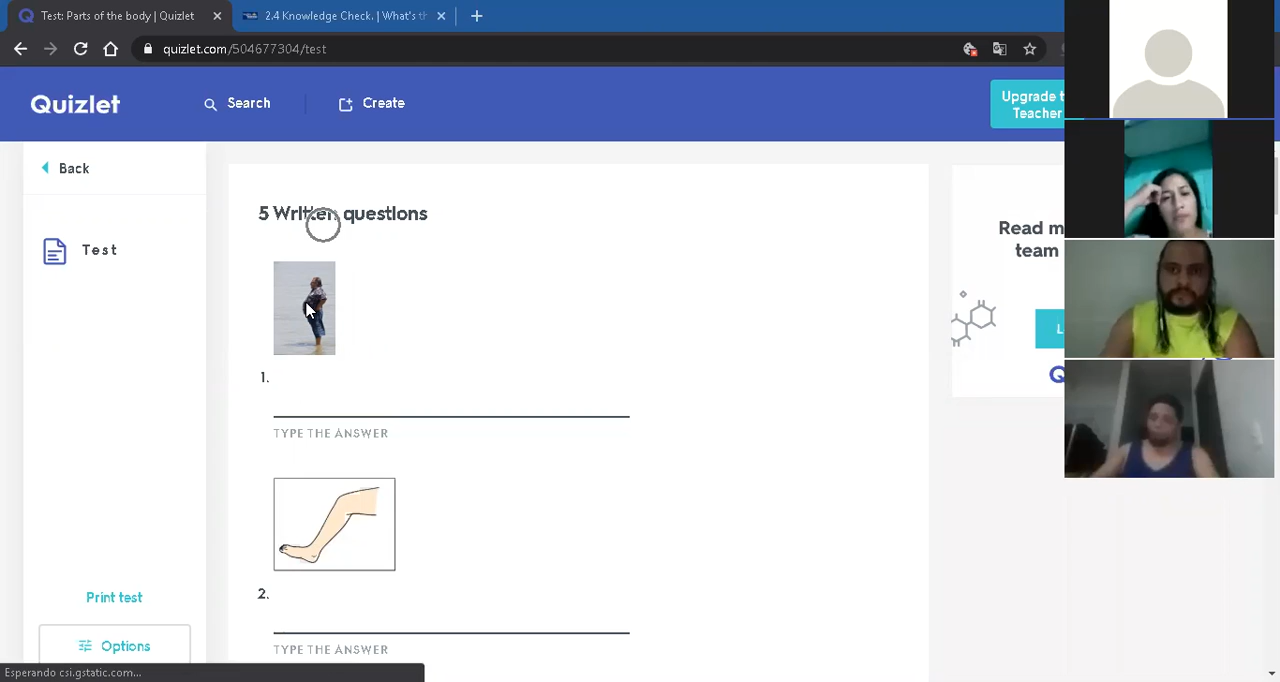 Test: Parts of the body | Quizlet
2.4 Knowledge Check. | What's th
quizlet.com/504677304/test
Quizlet
Search
Create
Upgrade t
Teacher
Back
Test
5 Written questions
Read m
team
L
Q
1.
TYPE THE ANSWER
2.
TYPE THE ANSWER
Print test
Options
Esperando csi.gstatic.com...